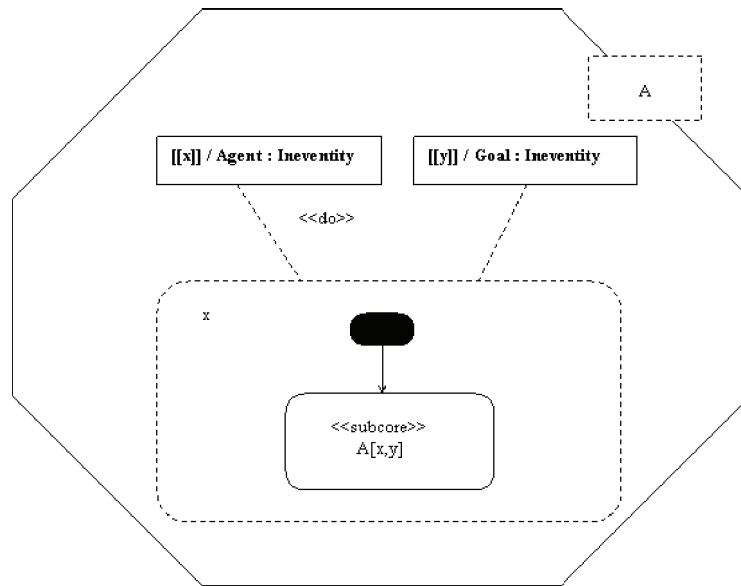 A
[[x]] / Agent : Ineventity
[[y]] / Goal : Ineventity
<<do>>
x
<<subcore>>
A[x,y]